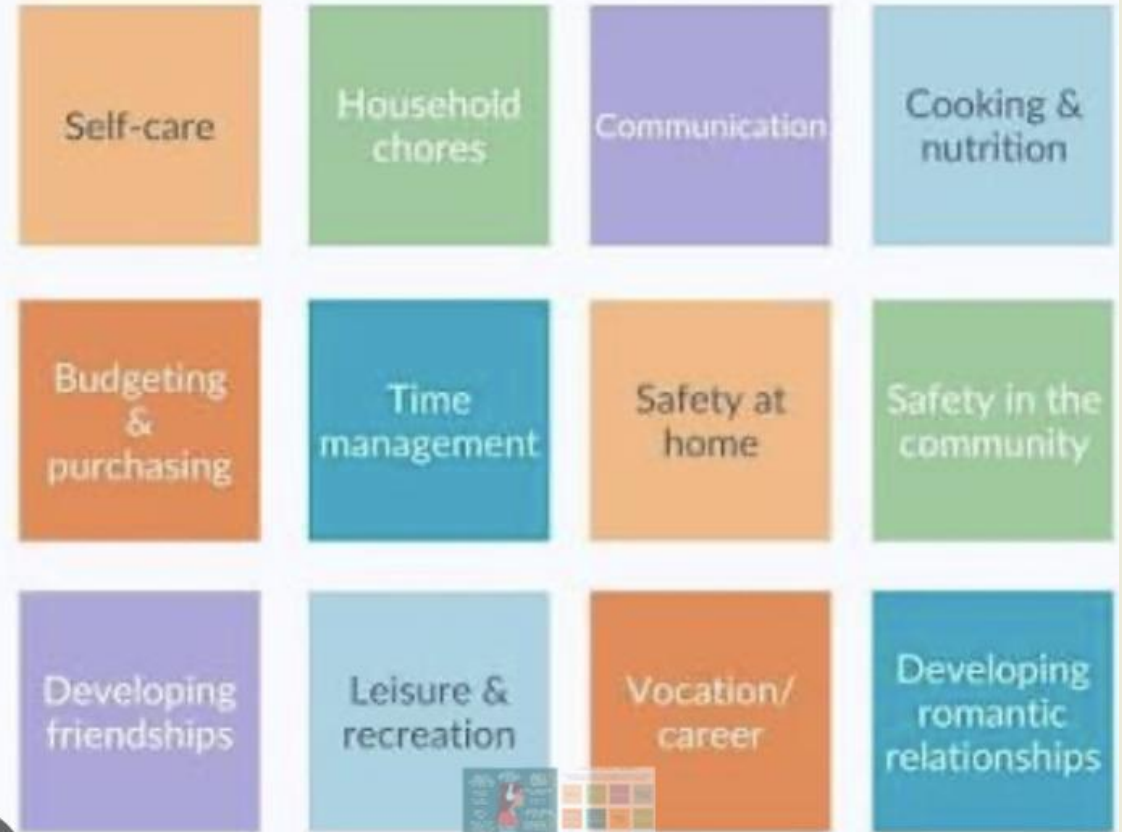 Self-care
Household
chores
Communication
Cooking &
nutrition
Budgeting
&
purchasing
Time
management
Safety at
home
Safety in the
community
Developing
friendships
Leisure &
recreation
Vocation/
career
Developing
romantic
relationships